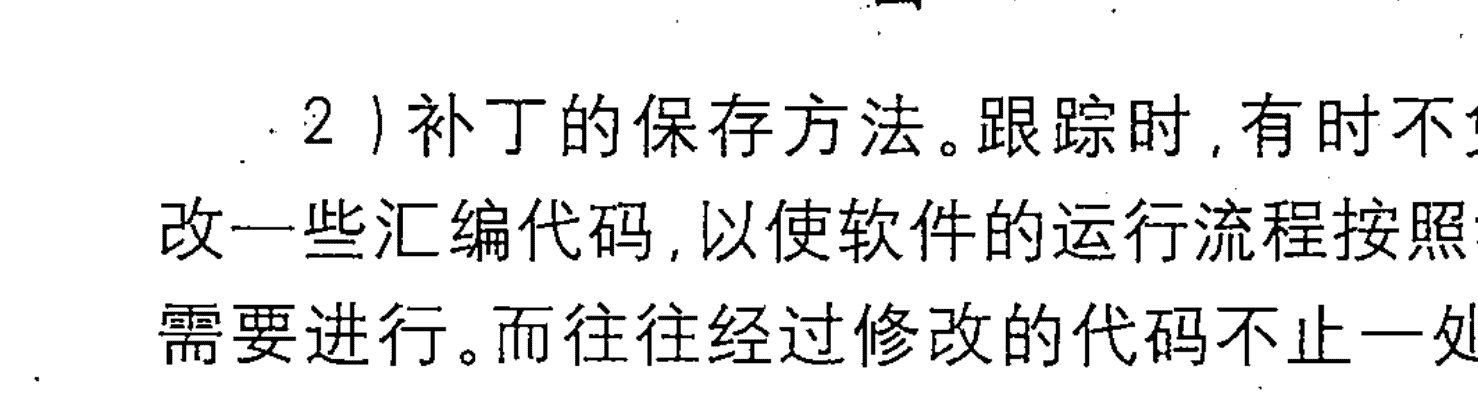 2)补丁的保存方法。跟踪时,有时不
改一些汇编代码,以使软件的运行流程按照
需要进行。而往往经过修改的代码不止一处